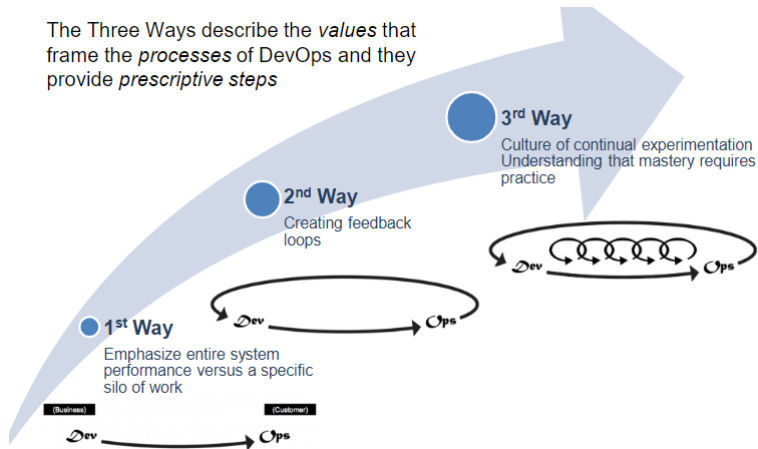 The Three Ways describe the values that
frame the processes of DevOps and they
provide prescriptive steps
3rd Way
Culture of continual experimentation
Understanding that mastery requires
practice
2nd Way
Creating feedback
loops
Dev Ops
Dev Ops
1st Way
Emphasize entire system
performance versus a specific
silo of work
(Business) (Customer)
Dev Ops